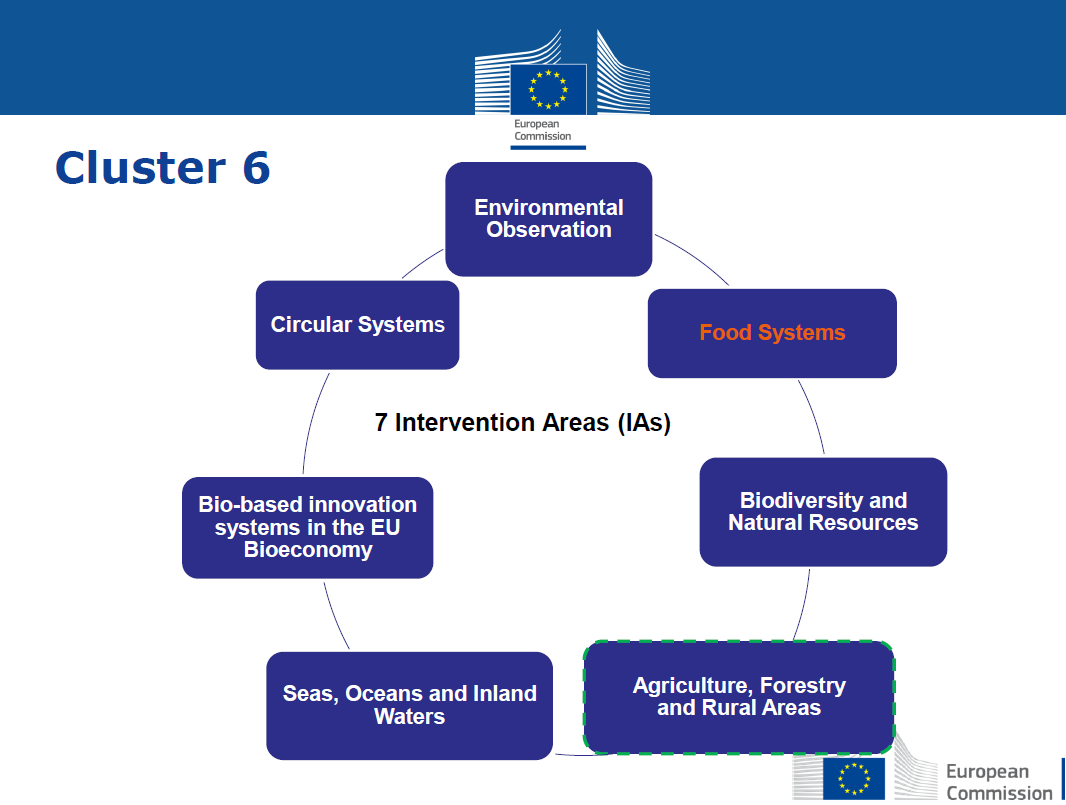 European
Commission
Cluster 6
Environmental
Observation
Circular Systems
Food Systems
7 Intervention Areas (IAs)
Bio-based innovation
systems in the EU
Bioeconomy
Biodiversity and
Natural Resources
Seas, Oceans and Inland
Waters
Agriculture, Forestry
and Rural Areas
European
Commission